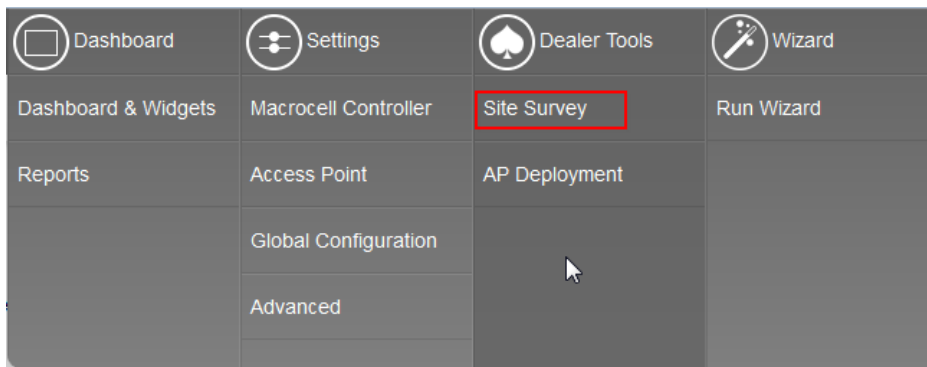 Dashboard Settings Dealer Tools Wizard
Dashboard & Widgets Macrocell Controller Site Survey Run Wizard
Reports Access Point AP Deployment
Global Configuration
Advanced